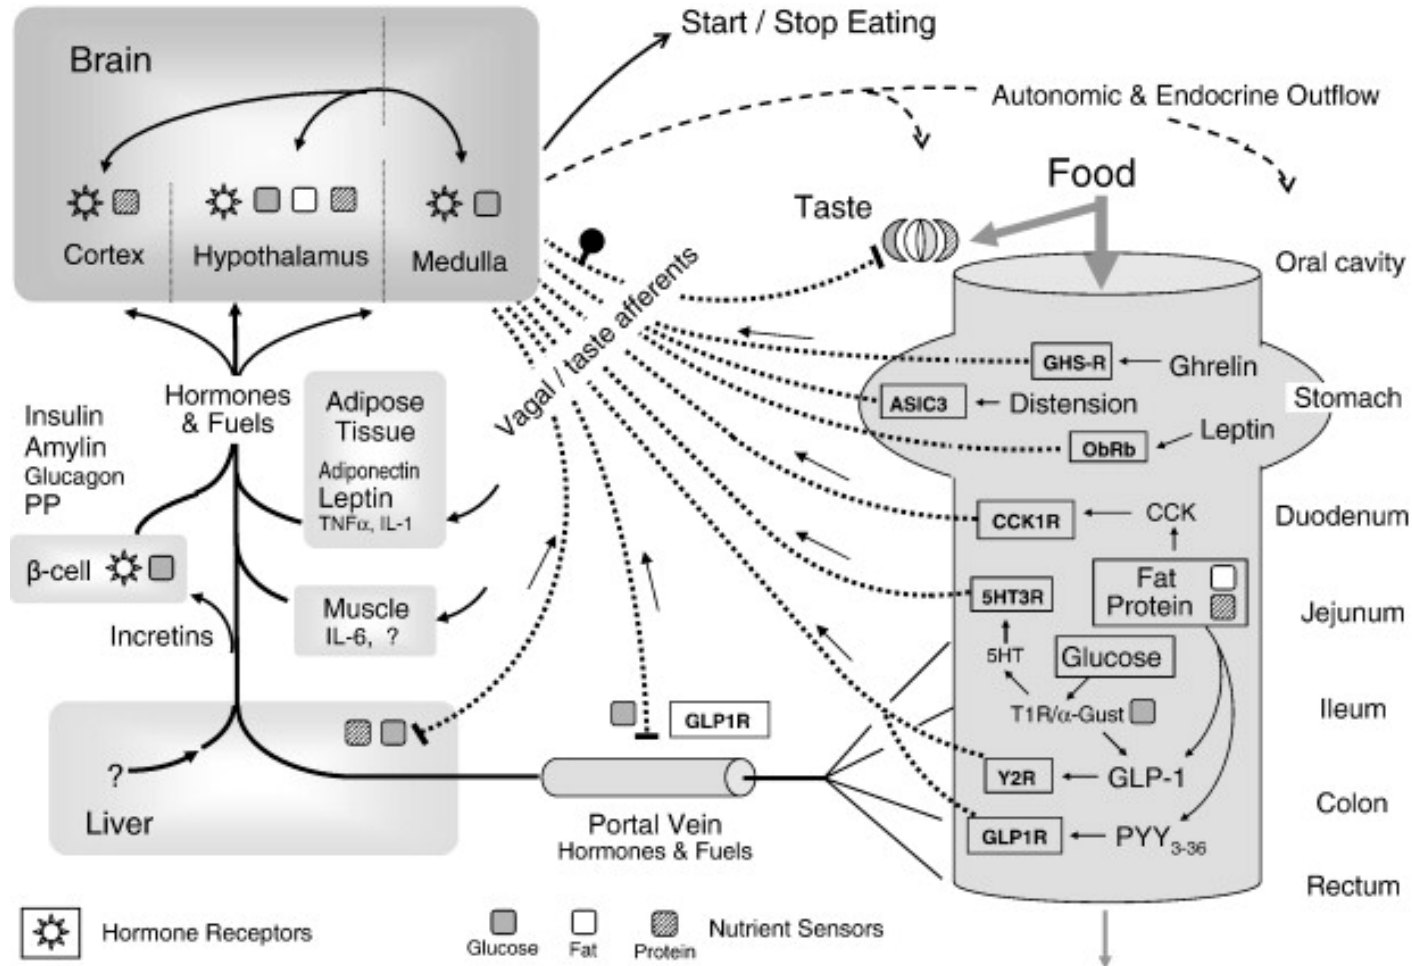 Start / Stop Eating
Brain
Autonomic & Endocrine Outflow
Food
Taste
Cortex
Hypothalamus
Medulla
Oral cavity
Vagal / taste afferents
GHS-R
Ghrelin
ASIC3
Distension
Stomach
ObRb
Leptin
Hormones
& Fuels
Insulin
Amylin
Glucagon
PP
Adipose
Tissue
Adiponectin
Leptin
TNFα, IL-1
CCK1R
CCK
Duodenum
β-cell
Fat
Protein
5HT3R
Jejunum
Muscle
IL-6, ?
Incretins
5HT
Glucose
T1R/α-Gust
Ileum
GLP1R
Y2R
GLP-1
?
Liver
Portal Vein
Hormones & Fuels
Colon
GLP1R
PYY3-36
Rectum
Hormone Receptors
Glucose
Fat
Protein
Nutrient Sensors